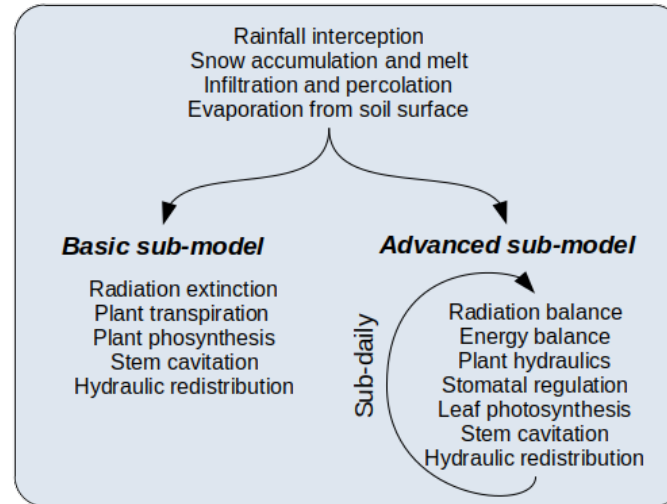 Rainfall interception
Snow accumulation and melt
Infiltration and percolation
Evaporation from soil surface
Basic sub-model
Radiation extinction
Plant transpiration
Plant phosynthesis
Stem cavitation
Hydraulic redistribution
Advanced sub-model
Sub-daily
Radiation balance
Energy balance
Plant hydraulics
Stomatal regulation
Leaf photosynthesis
Stem cavitation
Hydraulic redistribution